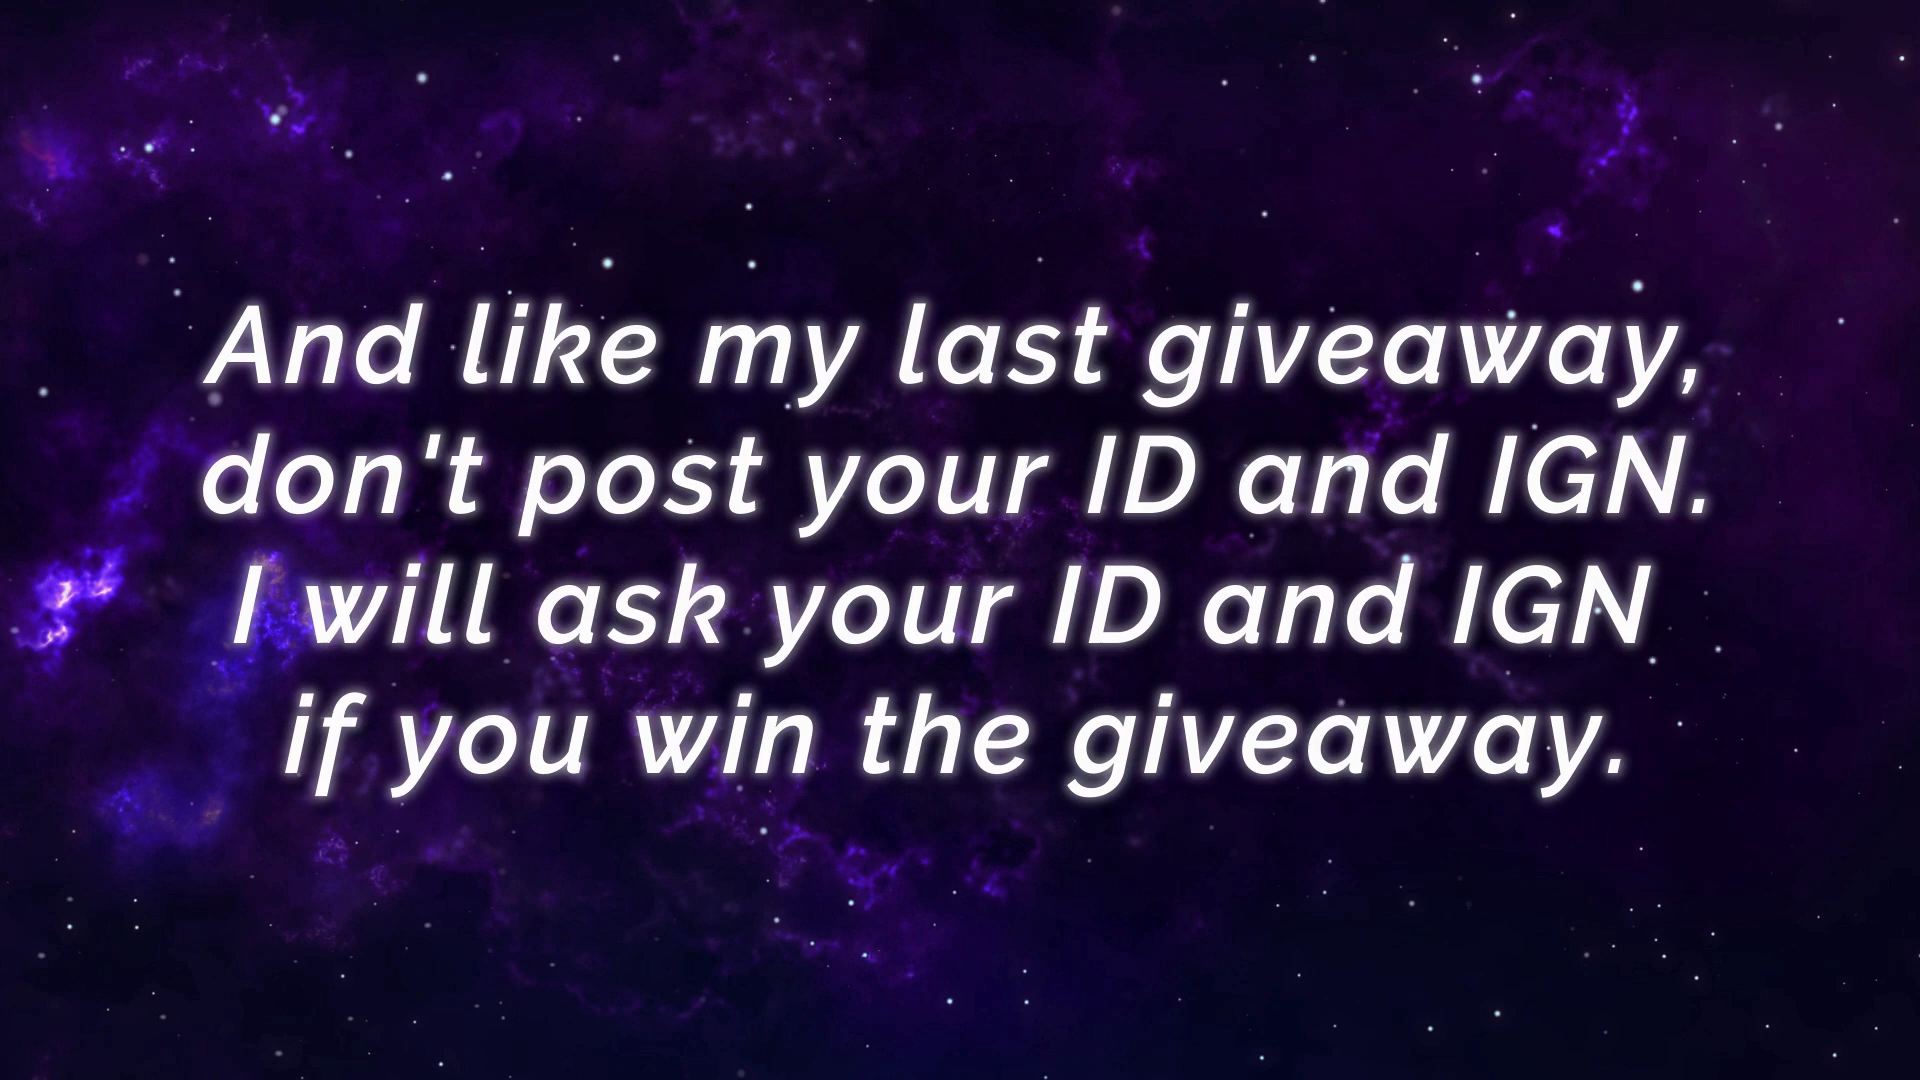 And like my last giveaway,
don't post your ID and IGN.
I will ask your ID and IGN
if you win the giveaway.